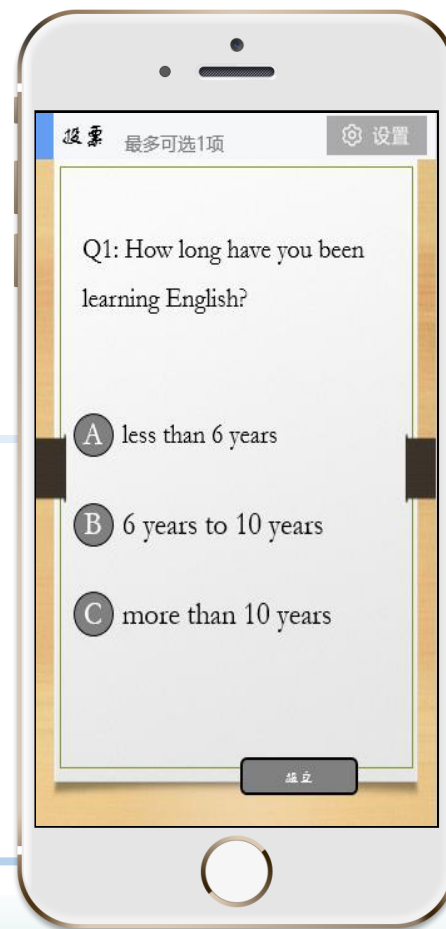 投票 最多可选1项 设置
Q1: How long have you been
learning English?
A less than 6 years
B 6 years to 10 years
C more than 10 years